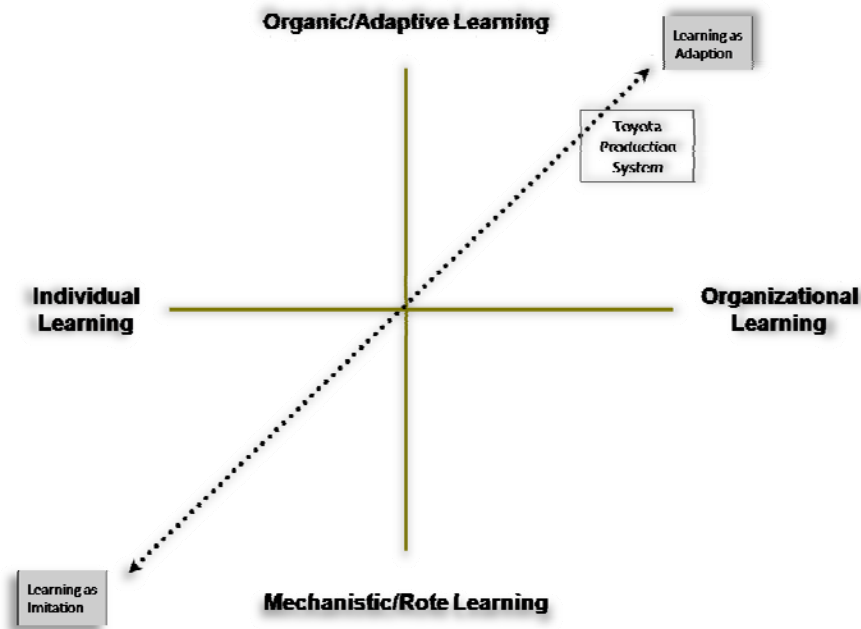 Organic/Adaptive Learning
Learning as
Adaption
Toyota
Production
System
Individual
Learning
Organizational
Learning
Learning as
Imitation
Mechanistic/Rote Learning